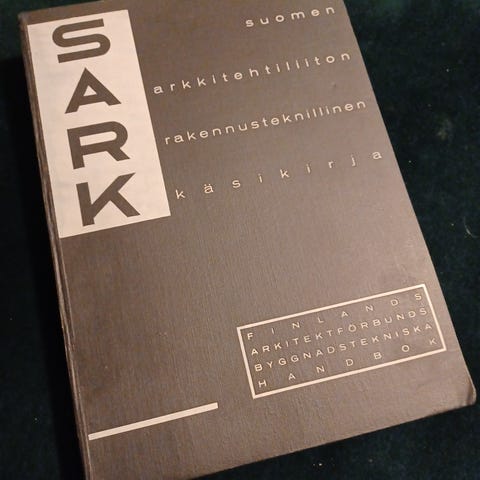 SARK
suomen
arkkitehtiliiton
rakennusteknillinen
käsikirja
FINLANDS
ARKITEKTFÖRBUNDS
BYGGNADSTEKNISKA
HANDBOK